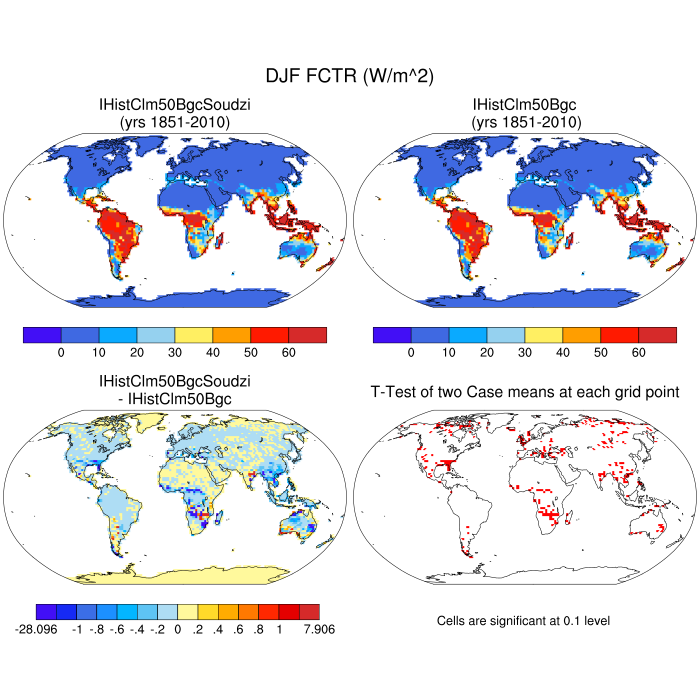 DJF FCTR (W/m^2)
IHistClm50BgcSoudzi
(yrs 1851-2010)
IHistClm50Bgc
(yrs 1851-2010)
0 10 20 30 40 50 60
0 10 20 30 40 50 60
IHistClm50BgcSoudzi
- IHistClm50Bgc
T-Test of two Case means at each grid point
-28.096 -1 -.8 -.6 -.4 -.2 0 .2 .4 .6 .8 1 7.906
Cells are significant at 0.1 level